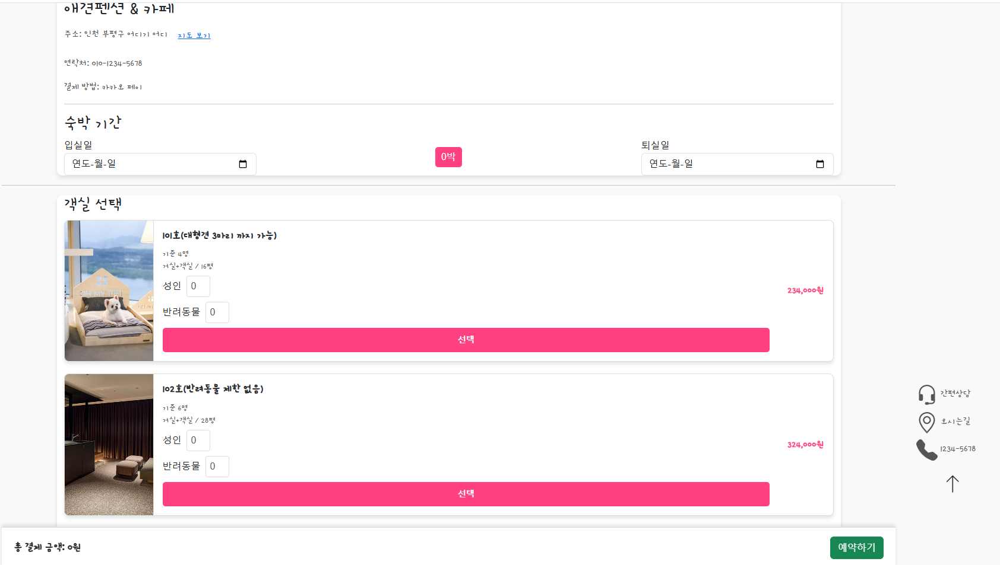 애견펜션 & 카페
주소: 인천 부평구 어디기 어디 지도 보기
연락처: 010-1234-5678
결제 방법: 카카오 페이
숙박 기간
입실일
연도-월-일
0박
퇴실일
연도-월-일
객실 선택
101호(대형견 3마리 까지 가능)
기준 4명
거실+객실 / 16평
성인 0
반려동물 0
234,000원
선택
OH MY PET
102호(반려동물 제한 없음)
기준 6명
거실+객실 / 28평
성인 0
반려동물 0
324,000원
선택
간편상담
오시는길
1234-5678
총 결제 금액: 0원
예약하기